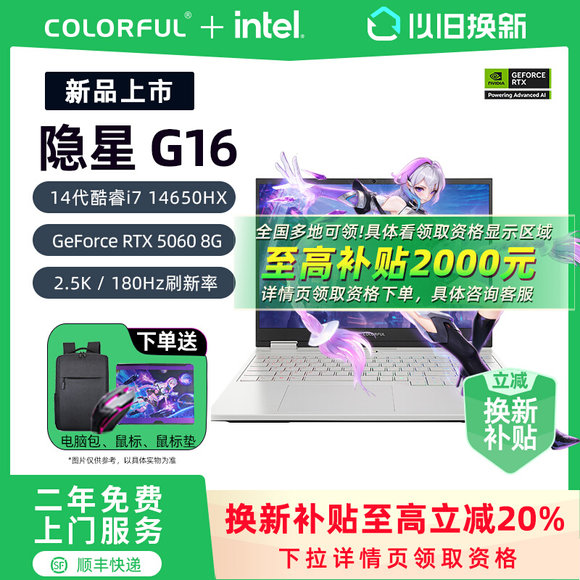 COLORFUL + intel.
以旧换新
新品上市
NVIDIA
GEFORCE RTX
Powering Advanced AI
隐星 G16
14代酷睿i7 14650HX
GeForce RTX 5060 8G
2.5K / 180Hz刷新率
全国多地可领!具体看领取资格显示区域
至高补贴2000元
详情页领取资格下单，具体咨询客服
COLORFUL
下单送
电脑包、鼠标、鼠标垫
*图片仅供参考，以具体实物为准
立减
换新
补贴
二年免费
上门服务
SF 顺丰快递
换新补贴至高立减20%
下拉详情页领取资格